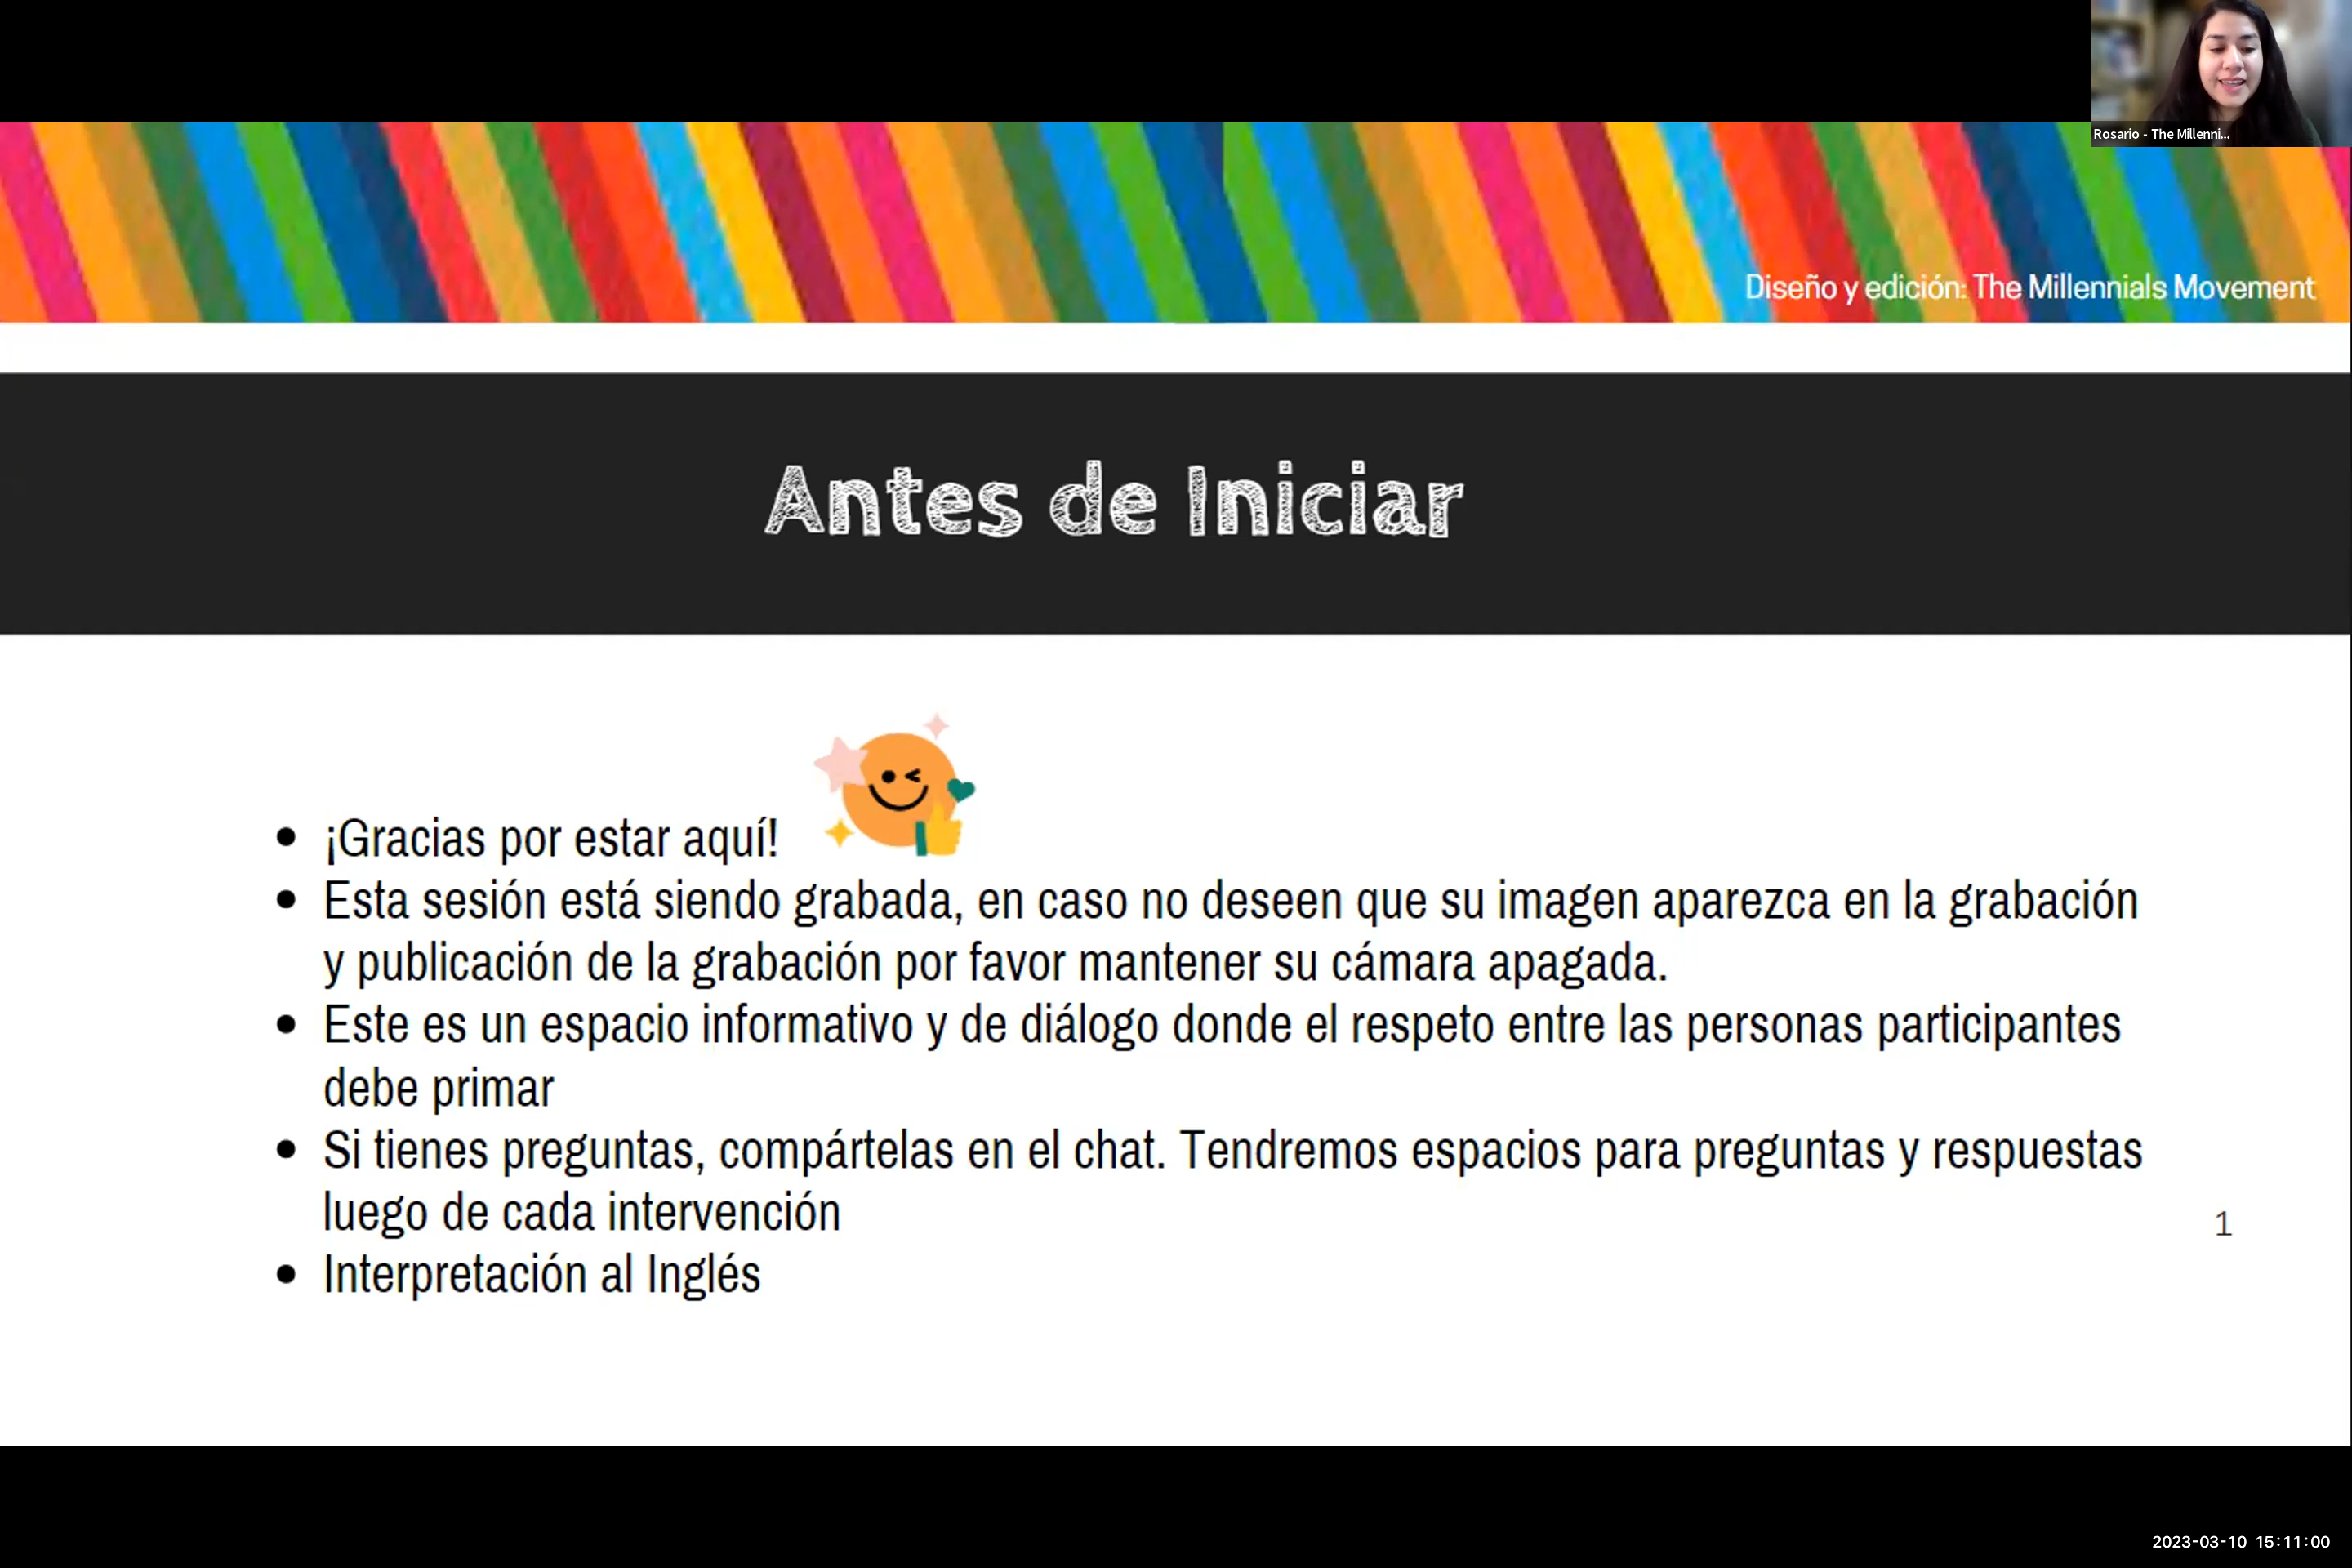 Rosario - The Millenni...
Diseño y edición: The Millennials Movement
Antes de Iniciar
• ¡Gracias por estar aquí!
• Esta sesión está siendo grabada, en caso no deseen que su imagen aparezca en la grabación
y publicación de la grabación por favor mantener su cámara apagada.
• Este es un espacio informativo y de diálogo donde el respeto entre las personas participantes
debe primar
• Si tienes preguntas, compártelas en el chat. Tendremos espacios para preguntas y respuestas
luego de cada intervención
1
• Interpretación al Inglés
2023-03-10 15:11:00